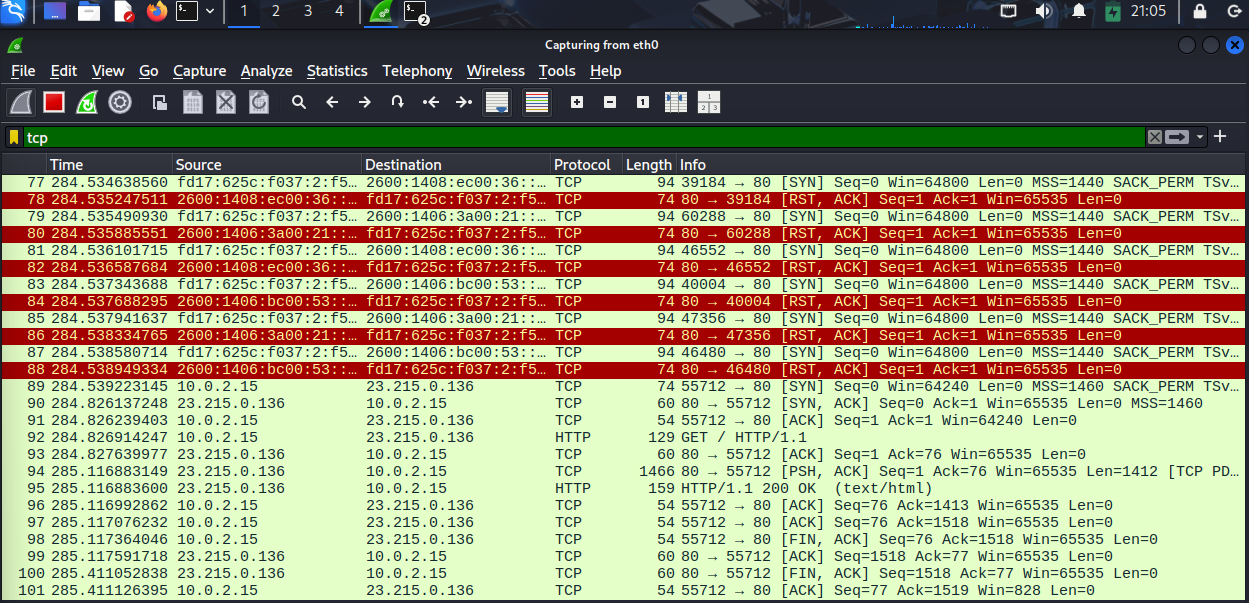 1 2 3 4 2 21:05
Capturing from eth0
File Edit View Go Capture Analyze Statistics Telephony Wireless Tools Help
tcp
Time Source Destination Protocol Length Info
77 284.534638560 fd17:625c:f037:2:f5… 2600:1408:ec00:36::… TCP 94 39184 → 80 [SYN] Seq=0 Win=64800 Len=0 MSS=1440 SACK_PERM TSv…
78 284.535247511 2600:1408:ec00:36::… fd17:625c:f037:2:f5… TCP 74 80 → 39184 [RST, ACK] Seq=1 Ack=1 Win=65535 Len=0
79 284.535490930 fd17:625c:f037:2:f5… 2600:1406:3a00:21::… TCP 94 60288 → 80 [SYN] Seq=0 Win=64800 Len=0 MSS=1440 SACK_PERM TSv…
80 284.535885551 2600:1406:3a00:21::… fd17:625c:f037:2:f5… TCP 74 80 → 60288 [RST, ACK] Seq=1 Ack=1 Win=65535 Len=0
81 284.536101715 fd17:625c:f037:2:f5… 2600:1408:ec00:36::… TCP 94 46552 → 80 [SYN] Seq=0 Win=64800 Len=0 MSS=1440 SACK_PERM TSv…
82 284.536587684 2600:1408:ec00:36::… fd17:625c:f037:2:f5… TCP 74 80 → 46552 [RST, ACK] Seq=1 Ack=1 Win=65535 Len=0
83 284.537343688 fd17:625c:f037:2:f5… 2600:1406:bc00:53::… TCP 94 40004 → 80 [SYN] Seq=0 Win=64800 Len=0 MSS=1440 SACK_PERM TSv…
84 284.537688295 2600:1406:bc00:53::… fd17:625c:f037:2:f5… TCP 74 80 → 40004 [RST, ACK] Seq=1 Ack=1 Win=65535 Len=0
85 284.537941637 fd17:625c:f037:2:f5… 2600:1406:3a00:21::… TCP 94 47356 → 80 [SYN] Seq=0 Win=64800 Len=0 MSS=1440 SACK_PERM TSv…
86 284.538334765 2600:1406:3a00:21::… fd17:625c:f037:2:f5… TCP 74 80 → 47356 [RST, ACK] Seq=1 Ack=1 Win=65535 Len=0
87 284.538580714 fd17:625c:f037:2:f5… 2600:1406:bc00:53::… TCP 94 46480 → 80 [SYN] Seq=0 Win=64800 Len=0 MSS=1440 SACK_PERM TSv…
88 284.538949334 2600:1406:bc00:53::… fd17:625c:f037:2:f5… TCP 74 80 → 46480 [RST, ACK] Seq=1 Ack=1 Win=65535 Len=0
89 284.539223145 10.0.2.15 23.215.0.136 TCP 74 55712 → 80 [SYN] Seq=0 Win=64240 Len=0 MSS=1460 SACK_PERM TSv…
90 284.826137248 23.215.0.136 10.0.2.15 TCP 60 80 → 55712 [SYN, ACK] Seq=0 Ack=1 Win=65535 Len=0 MSS=1460
91 284.826239403 10.0.2.15 23.215.0.136 TCP 54 55712 → 80 [ACK] Seq=1 Ack=1 Win=64240 Len=0
92 284.826914247 10.0.2.15 23.215.0.136 HTTP 129 GET / HTTP/1.1
93 284.827639977 23.215.0.136 10.0.2.15 TCP 60 80 → 55712 [ACK] Seq=1 Ack=76 Win=65535 Len=0
94 285.116883149 23.215.0.136 10.0.2.15 TCP 1466 80 → 55712 [PSH, ACK] Seq=1 Ack=76 Win=65535 Len=1412 [TCP PD…
95 285.116883600 23.215.0.136 10.0.2.15 HTTP 159 HTTP/1.1 200 OK (text/html)
96 285.116992862 10.0.2.15 23.215.0.136 TCP 54 55712 → 80 [ACK] Seq=76 Ack=1413 Win=65535 Len=0
97 285.117076232 10.0.2.15 23.215.0.136 TCP 54 55712 → 80 [ACK] Seq=76 Ack=1518 Win=65535 Len=0
98 285.117364046 10.0.2.15 23.215.0.136 TCP 54 55712 → 80 [FIN, ACK] Seq=76 Ack=1518 Win=65535 Len=0
99 285.117591718 23.215.0.136 10.0.2.15 TCP 60 80 → 55712 [ACK] Seq=1518 Ack=77 Win=65535 Len=0
100 285.411052838 23.215.0.136 10.0.2.15 TCP 60 80 → 55712 [FIN, ACK] Seq=1518 Ack=77 Win=65535 Len=0
101 285.411126395 10.0.2.15 23.215.0.136 TCP 54 55712 → 80 [ACK] Seq=77 Ack=1519 Win=828 Len=0